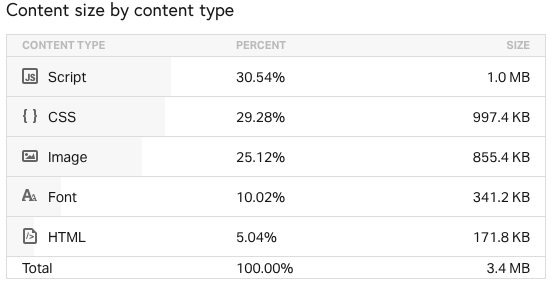 Content size by content type
CONTENT TYPE PERCENT SIZE
JS Script 30.54% 1.0 MB
{ } CSS 29.28% 997.4 KB
Image 25.12% 855.4 KB
AA Font 10.02% 341.2 KB
</> HTML 5.04% 171.8 KB
Total 100.00% 3.4 MB